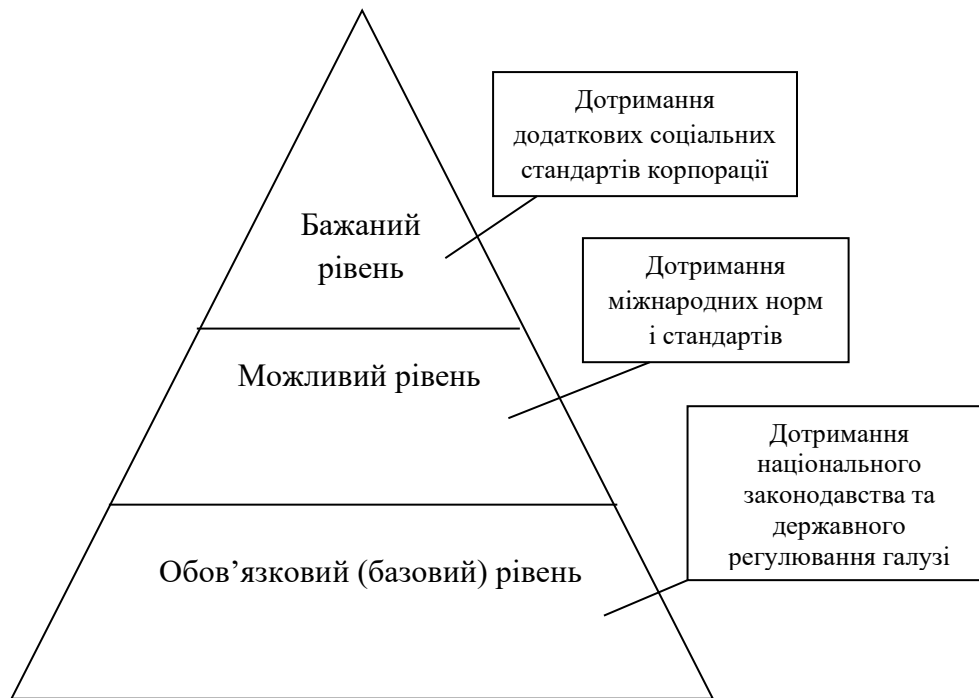 Дотримання
додаткових соціальних
стандартів корпорації
Бажаний
рівень
Дотримання
міжнародних норм
і стандартів
Можливий рівень
Дотримання
національного
законодавства та
державного
регулювання галузі
Обов’язковий (базовий) рівень